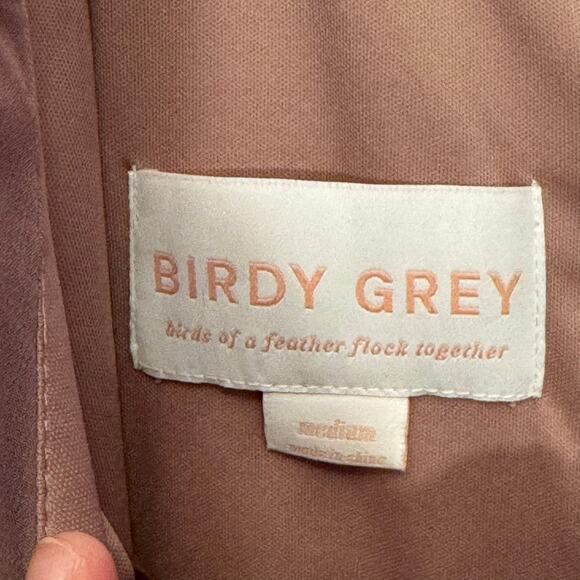 BIRDY GREY
birds of a feather flock together
medium
made in china